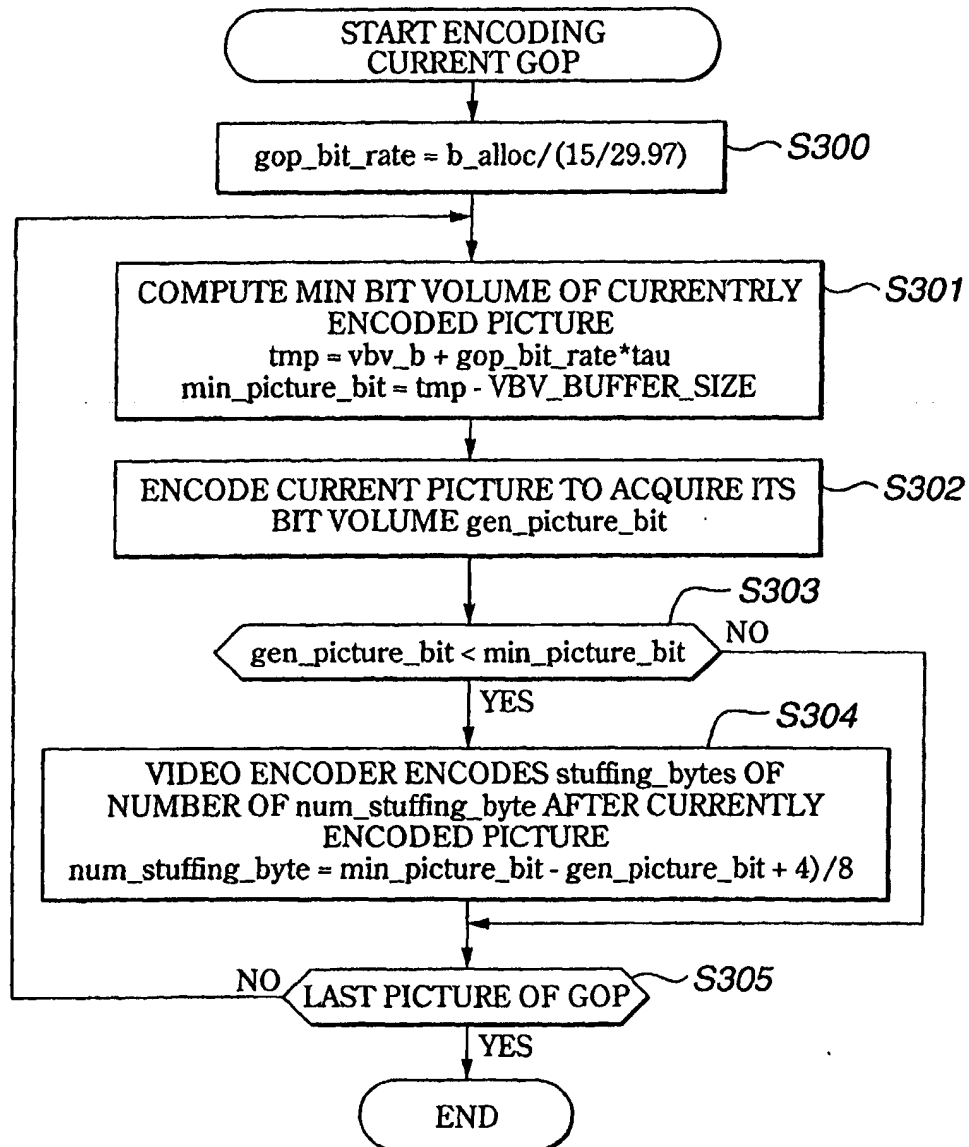 START ENCODING
CURRENT GOP
gop_bit_rate = b_alloc/(15/29.97)
S300
COMPUTE MIN BIT VOLUME OF CURRENTRLY
ENCODED PICTURE
tmp = vbv_b + gop_bit_rate*tau
min_picture_bit = tmp - VBV_BUFFER_SIZE
S301
ENCODE CURRENT PICTURE TO ACQUIRE ITS
BIT VOLUME gen_picture_bit
S302
S303
gen_picture_bit < min_picture_bit
NO
YES
S304
VIDEO ENCODER ENCODES stuffing_bytes OF
NUMBER OF num_stuffing_byte AFTER CURRENTLY
ENCODED PICTURE
num_stuffing_byte = min_picture_bit - gen_picture_bit + 4)/8
NO
LAST PICTURE OF GOP
S305
YES
END